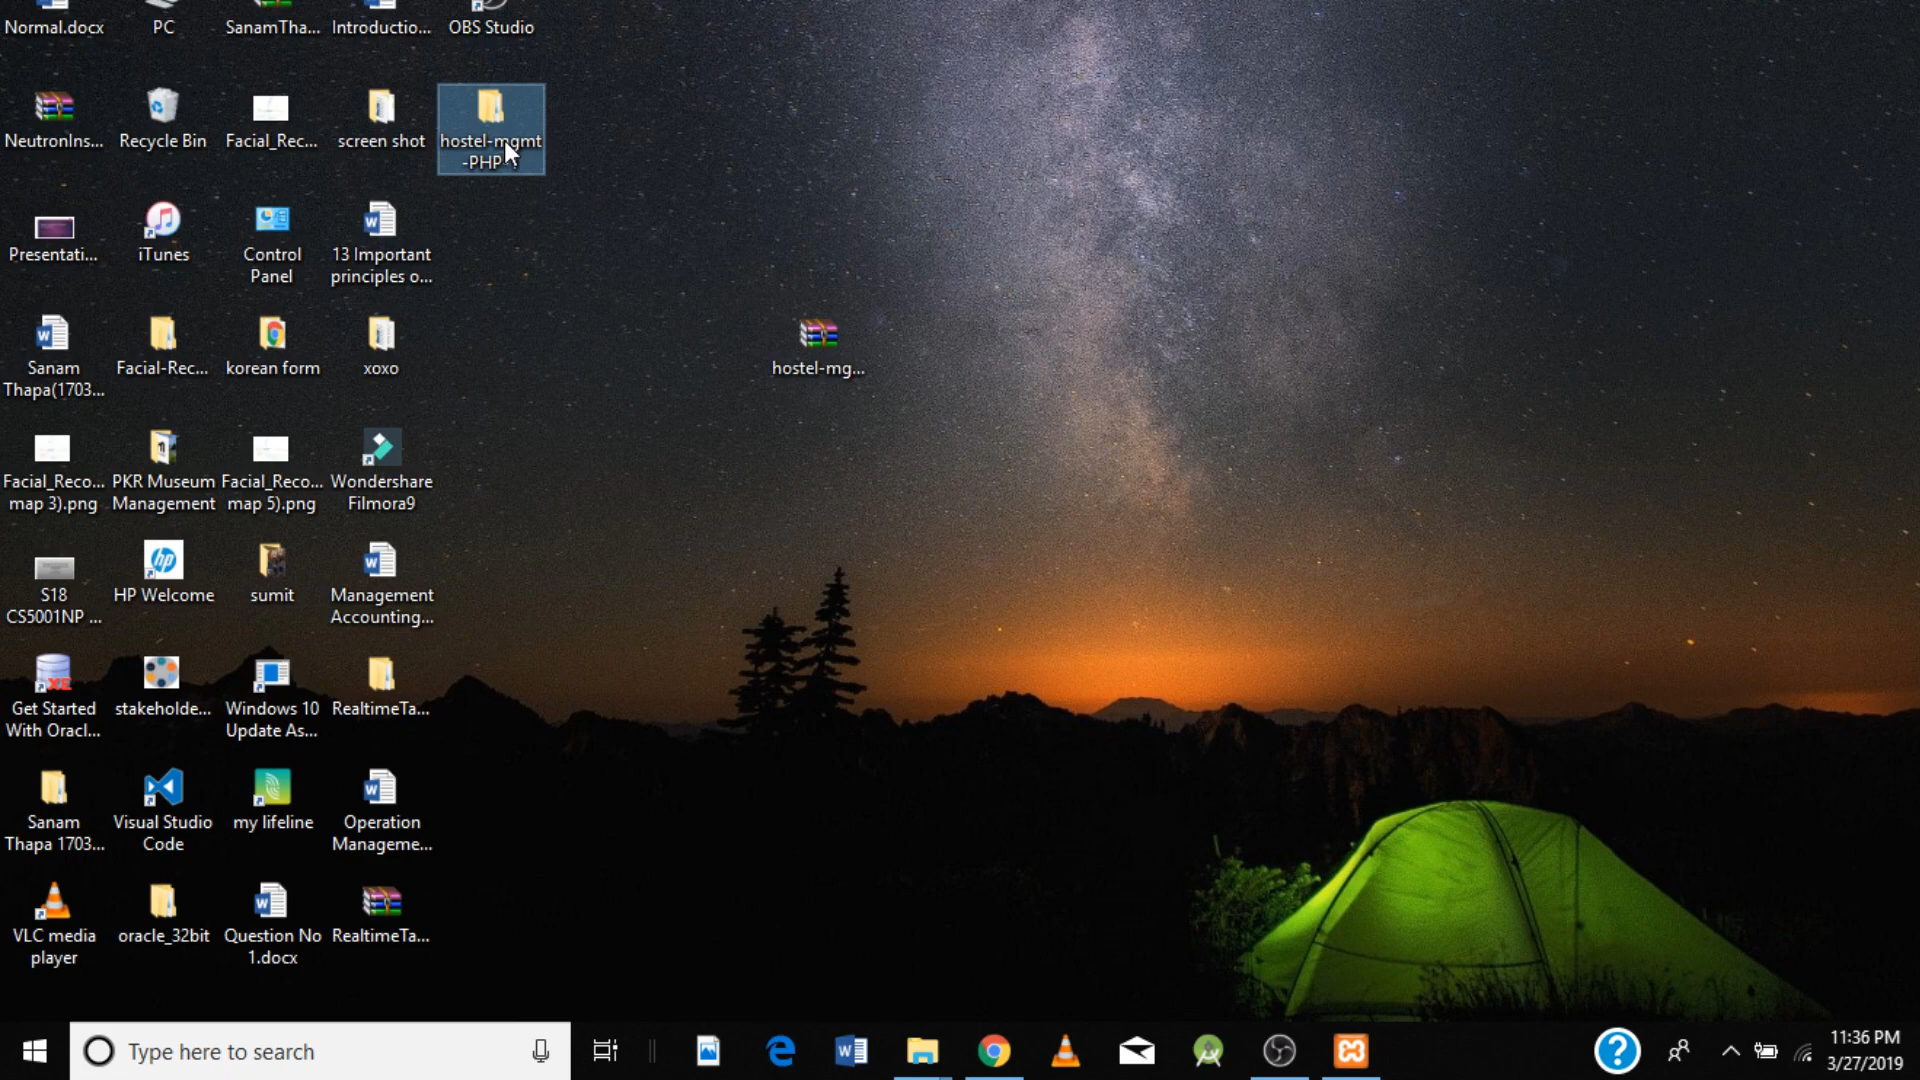 Normal.docx
PC
SanamTha...
Introductio...
OBS Studio
NeutronIns...
Recycle Bin
Facial_Rec...
screen shot
hostel-mgmt
-PHP
Presentati...
iTunes
Control
Panel
13 Important
principles o...
Sanam
Thapa(1703...
Facial-Rec...
korean form
xoxo
hostel-mg...
Facial_Reco...
map 3).png
PKR Museum
Management
Facial_Reco...
map 5).png
Wondershare
Filmora9
S18
CS5001NP ...
HP Welcome
sumit
Management
Accounting...
Get Started
With Oracl...
stakeholde...
Windows 10
Update As...
RealtimeTa...
Sanam
Thapa 1703...
Visual Studio
Code
my lifeline
Operation
Manageme...
VLC media
player
oracle_32bit
Question No
1.docx
RealtimeTa...
Type here to search
11:36 PM
3/27/2019